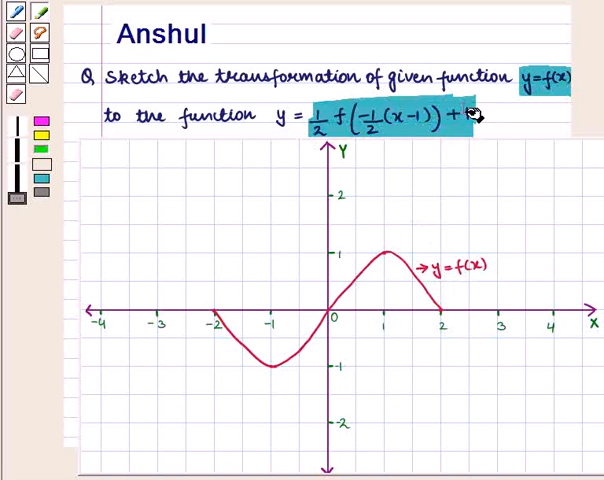 Anshul
Q Sketch the transformation of given function y=f(x)
to the function y = 1/2 f(-1/2(x-1)) +
Y
2
1
→y=f(x)
-4 -3 -2 -1 0 1 2 3 4 X
-1
-2